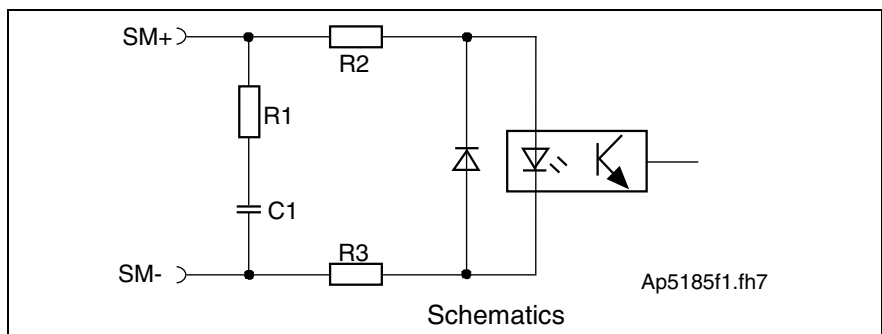 SM+
R2
R1
C1
R3
SM-
Ap5185f1.fh7
Schematics